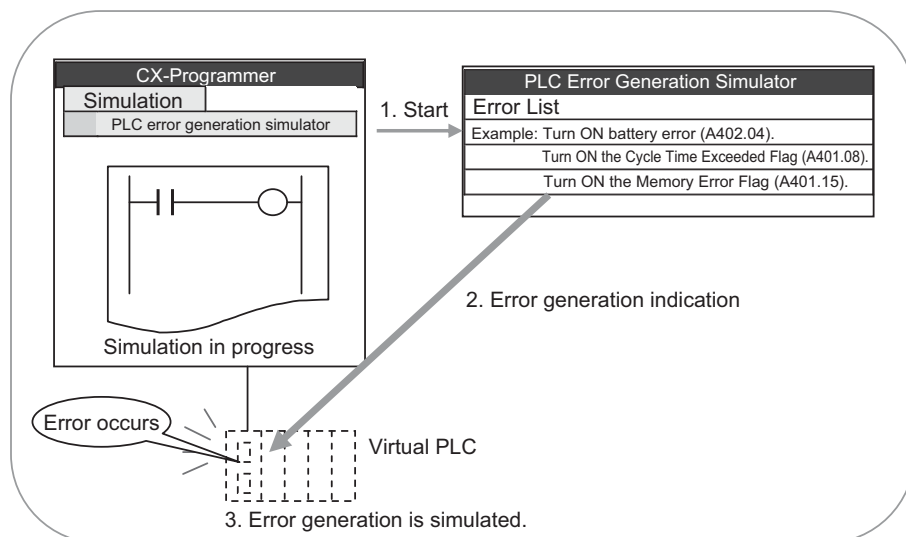 CX-Programmer
Simulation
PLC error generation simulator
1. Start
PLC Error Generation Simulator
Error List
Example: Turn ON battery error (A402.04).
Turn ON the Cycle Time Exceeded Flag (A401.08).
Turn ON the Memory Error Flag (A401.15).
2. Error generation indication
Simulation in progress
Error occurs
Virtual PLC
3. Error generation is simulated.